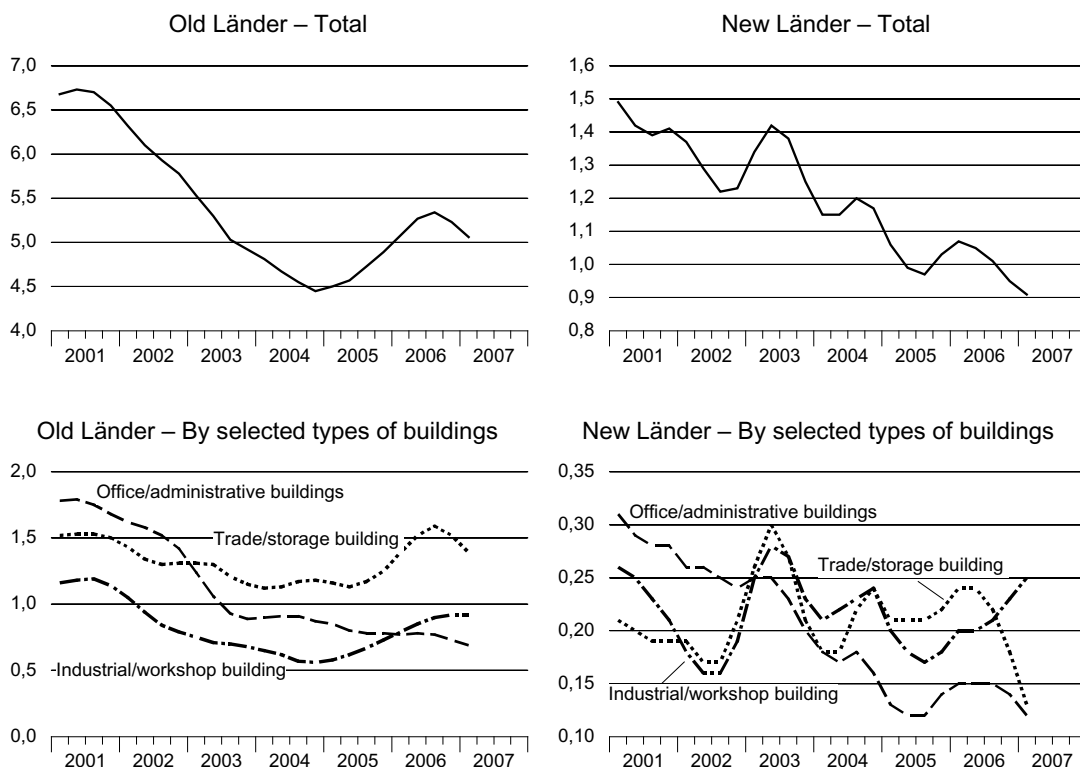 Old Länder – Total
7,0
6,5
6,0
5,5
5,0
4,5
4,0
2001 2002 2003 2004 2005 2006 2007
New Länder – Total
1,6
1,5
1,4
1,3
1,2
1,1
1,0
0,9
0,8
2001 2002 2003 2004 2005 2006 2007
Old Länder – By selected types of buildings
2,0
1,5
1,0
0,5
0,0
Office/administrative buildings
Trade/storage building
Industrial/workshop building
2001 2002 2003 2004 2005 2006 2007
New Länder – By selected types of buildings
0,35
0,30
0,25
0,20
0,15
0,10
Office/administrative buildings
Trade/storage building
Industrial/workshop building
2001 2002 2003 2004 2005 2006 2007